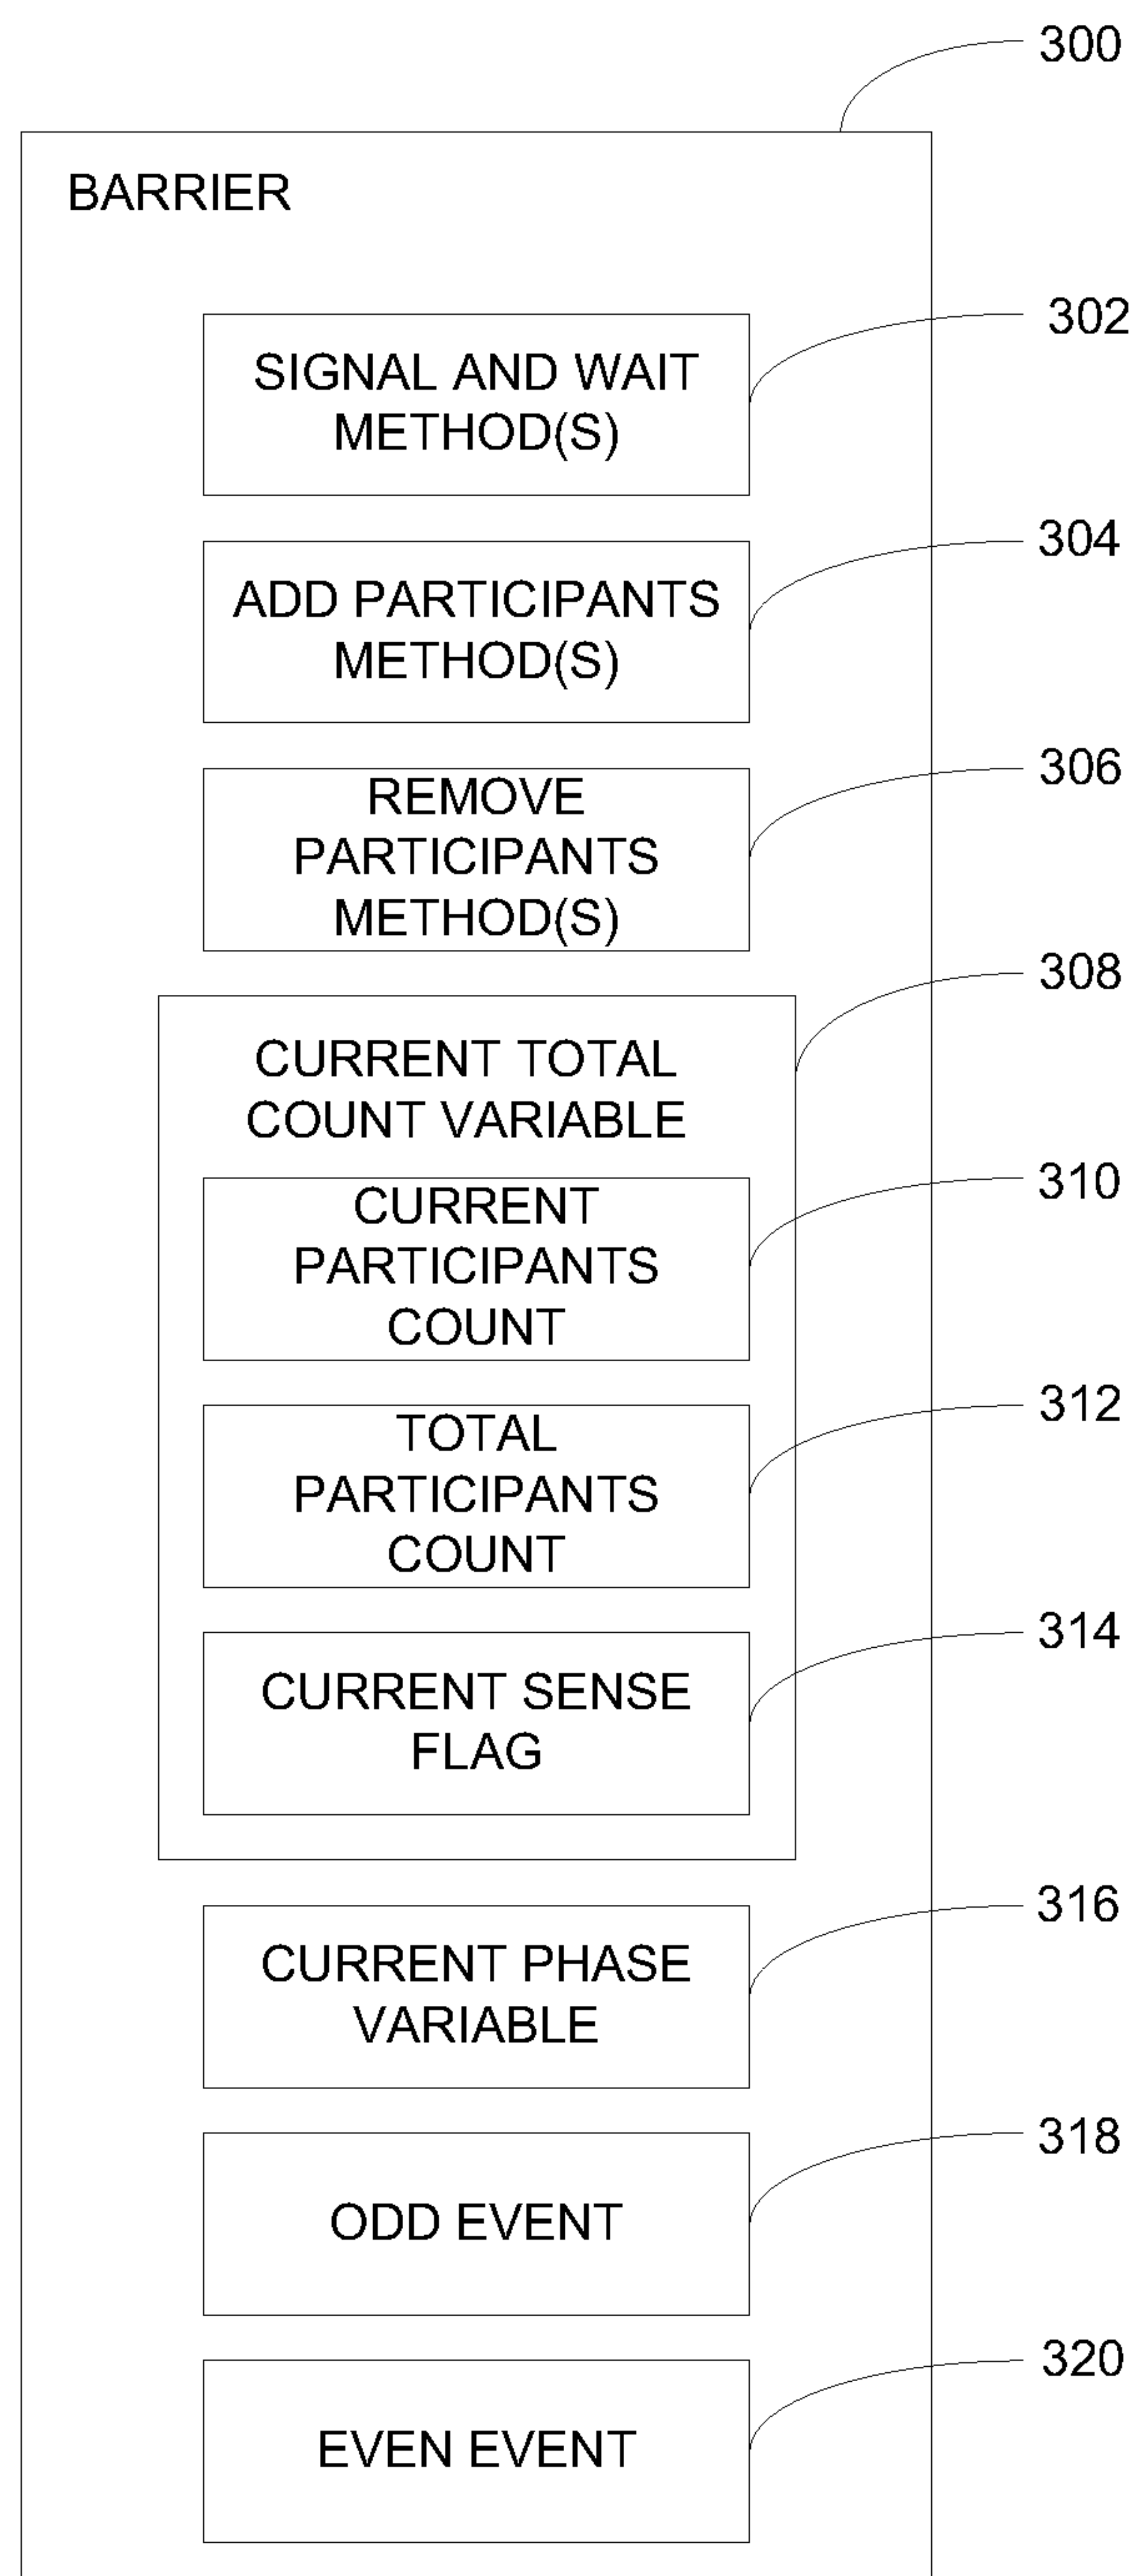 300
BARRIER
302
SIGNAL AND WAIT
METHOD(S)
304
ADD PARTICIPANTS
METHOD(S)
306
REMOVE
PARTICIPANTS
METHOD(S)
308
CURRENT TOTAL
COUNT VARIABLE
310
CURRENT
PARTICIPANTS
COUNT
312
TOTAL
PARTICIPANTS
COUNT
314
CURRENT SENSE
FLAG
316
CURRENT PHASE
VARIABLE
318
ODD EVENT
320
EVEN EVENT